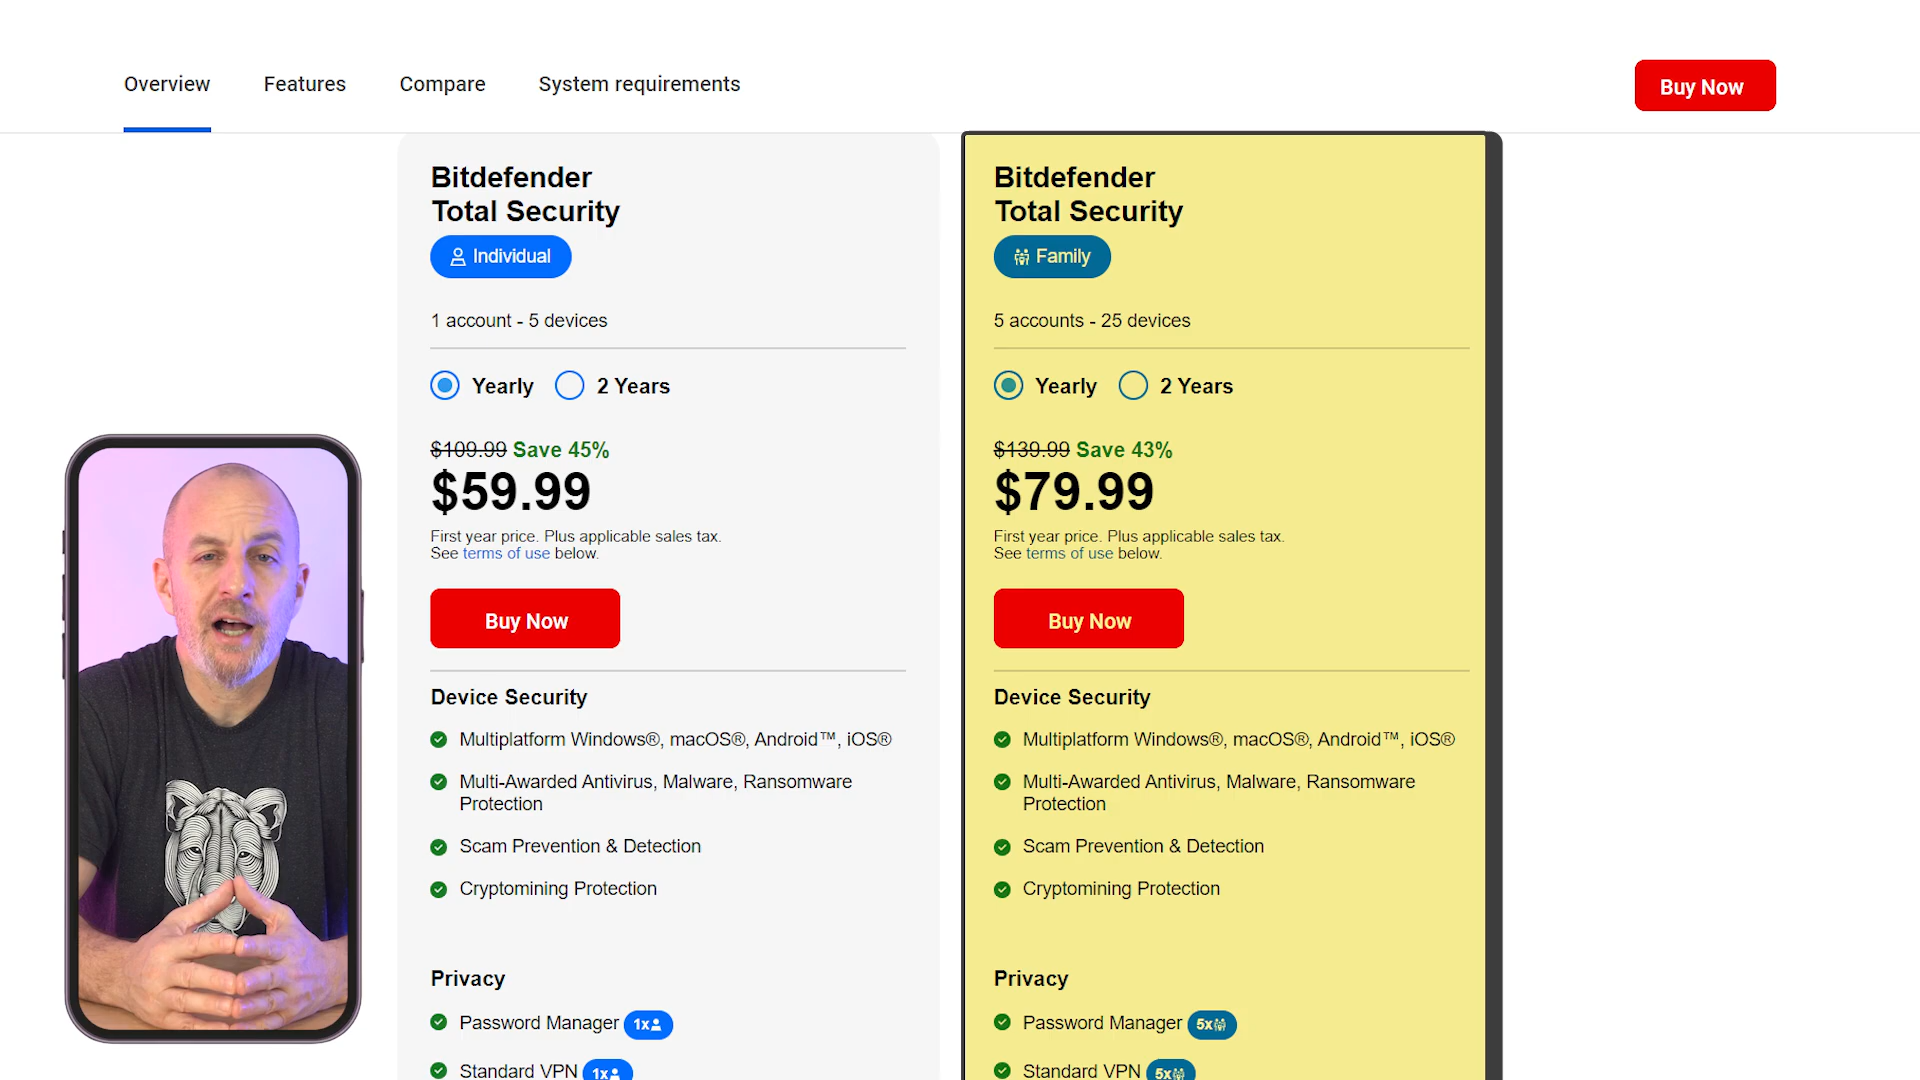 Overview
Features
Compare
System requirements
Buy Now
Bitdefender
Total Security
Individual
1 account - 5 devices
Yearly
2 Years
$109.99 Save 45%
$59.99
First year price. Plus applicable sales tax.
See terms of use below.
Buy Now
Device Security
Multiplatform Windows®, macOS®, Android™, iOS®
Multi-Awarded Antivirus, Malware, Ransomware
Protection
Scam Prevention & Detection
Cryptomining Protection
Privacy
Password Manager 1x
Standard VPN 1x
Bitdefender
Total Security
Family
5 accounts - 25 devices
Yearly
2 Years
$139.99 Save 43%
$79.99
First year price. Plus applicable sales tax.
See terms of use below.
Buy Now
Device Security
Multiplatform Windows®, macOS®, Android™, iOS®
Multi-Awarded Antivirus, Malware, Ransomware
Protection
Scam Prevention & Detection
Cryptomining Protection
Privacy
Password Manager 5x
Standard VPN 5x